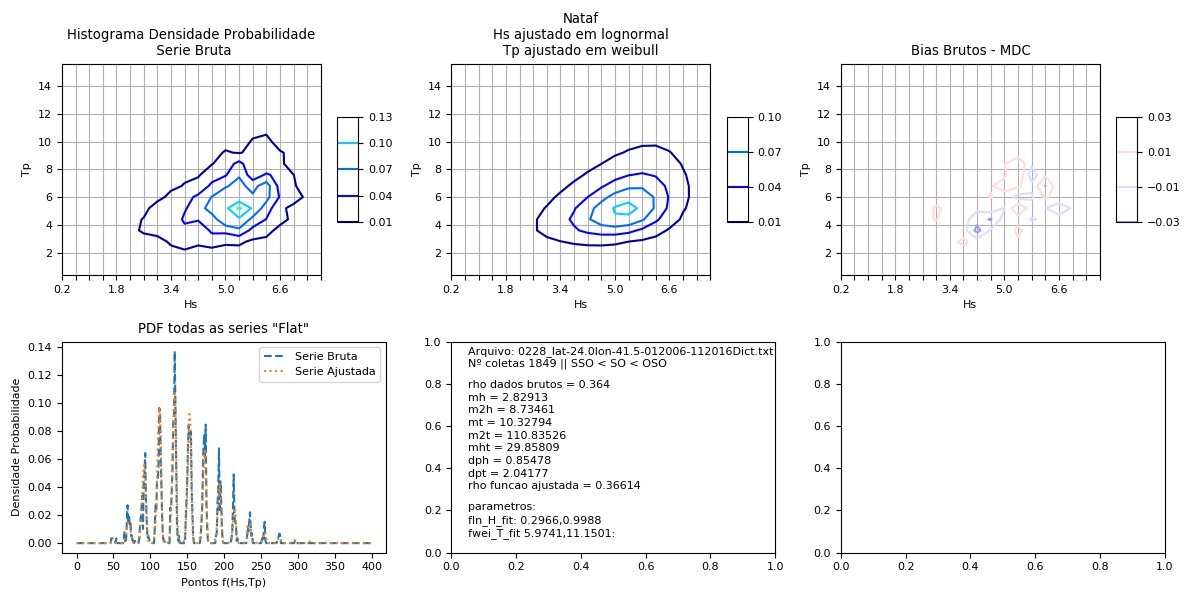 Histograma Densidade Probabilidade
Serie Bruta
14
12
10
8
6
4
2
Tp
0.2 1.8 3.4 5.0 6.6
Hs
0.13
0.10
0.07
0.04
0.01
Nataf
Hs ajustado em lognormal
Tp ajustado em weibull
14
12
10
8
6
4
2
Tp
0.2 1.8 3.4 5.0 6.6
Hs
0.10
0.07
0.04
0.01
Bias Brutos - MDC
14
12
10
8
6
4
2
Tp
0.2 1.8 3.4 5.0 6.6
Hs
0.03
0.01
−0.01
−0.03
PDF todas as series "Flat"
Serie Bruta
Serie Ajustada
0.14
0.12
0.10
0.08
0.06
0.04
0.02
0.00
Densidade Probabilidade
0 50 100 150 200 250 300 350 400
Pontos f(Hs,Tp)
1.0
0.8
0.6
0.4
0.2
0.0
0.0 0.2 0.4 0.6 0.8 1.0
Arquivo: 0228_lat-24.0lon-41.5-012006-112016Dict.txt
Nº coletas 1849 || SSO < SO < OSO
rho dados brutos = 0.364
mh = 2.82913
m2h = 8.73461
mt = 10.32794
m2t = 110.83526
mht = 29.85809
dph = 0.85478
dpt = 2.04177
rho funcao ajustada = 0.36614
parametros:
fln_H_fit: 0.2966,0.9988
fwei_T_fit 5.9741,11.1501:
1.0
0.8
0.6
0.4
0.2
0.0
0.0 0.2 0.4 0.6 0.8 1.0